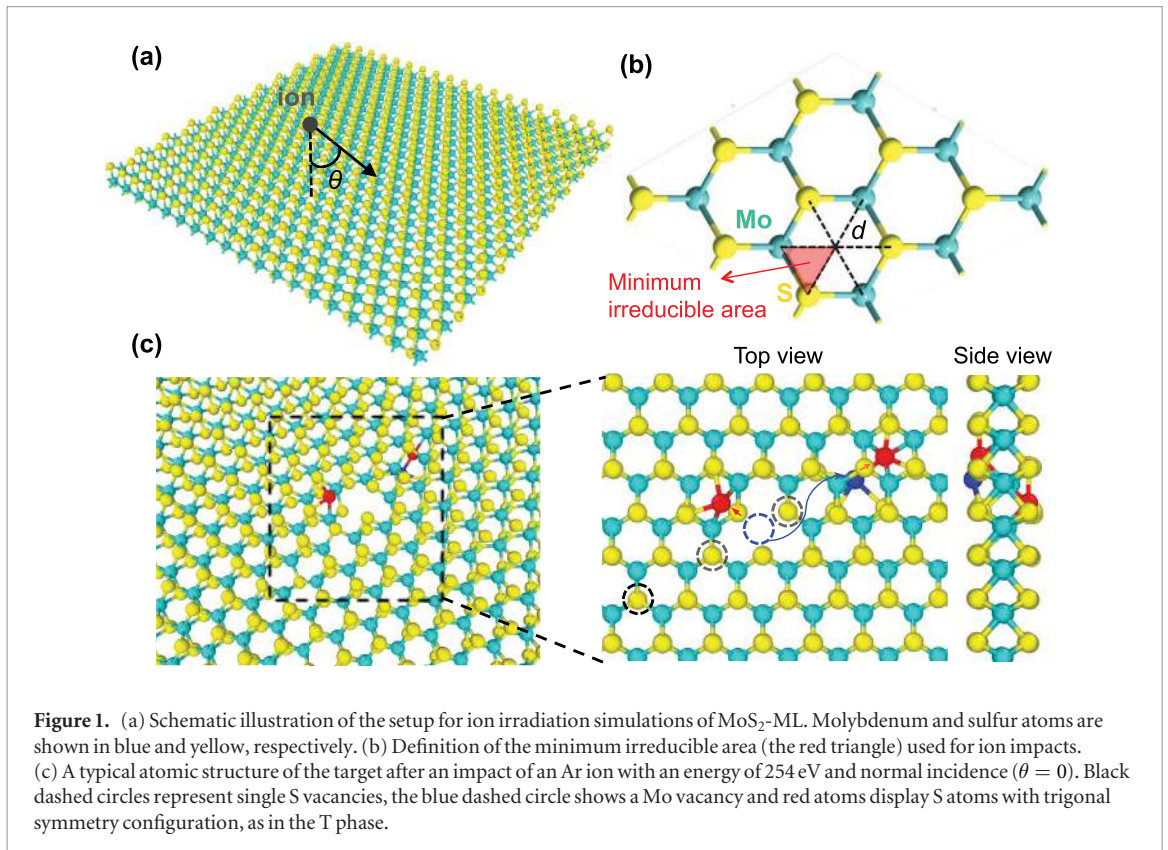 (a)
ion
θ
(b)
Mo
d
S
Minimum
irreducible area
(c)
Top view
Side view
Figure 1. (a) Schematic illustration of the setup for ion irradiation simulations of MoS₂-ML. Molybdenum and sulfur atoms are
shown in blue and yellow, respectively. (b) Definition of the minimum irreducible area (the red triangle) used for ion impacts.
(c) A typical atomic structure of the target after an impact of an Ar ion with an energy of 254 eV and normal incidence (θ = 0). Black
dashed circles represent single S vacancies, the blue dashed circle shows a Mo vacancy and red atoms display S atoms with trigonal
symmetry configuration, as in the T phase.